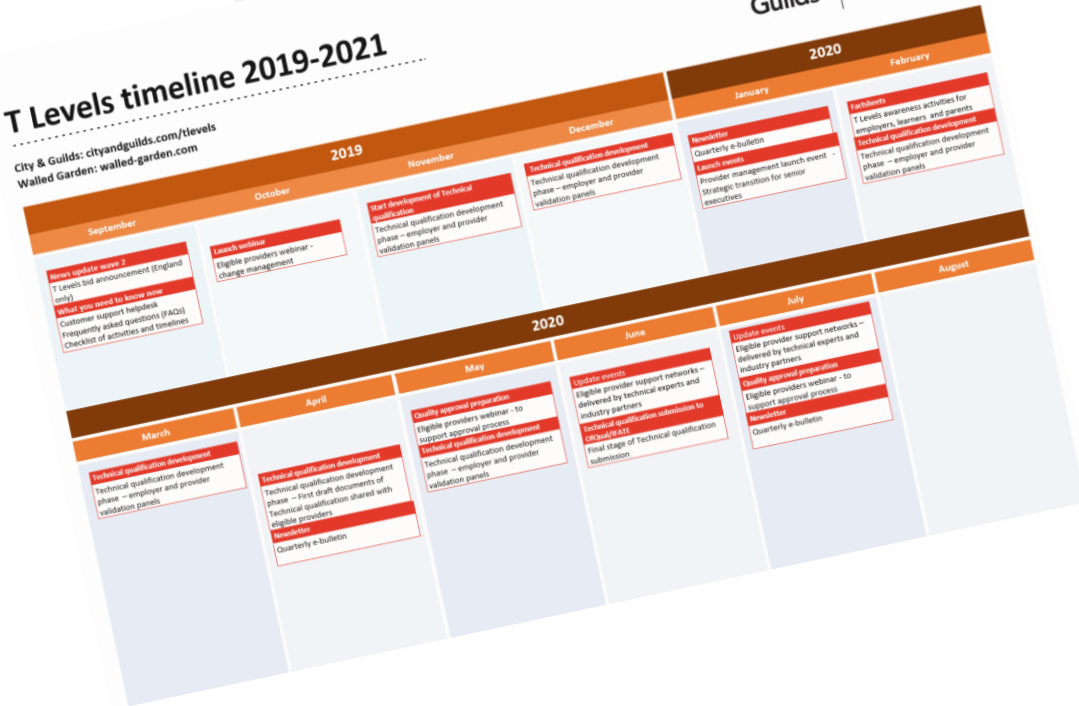 Guilds
T Levels timeline 2019-2021
City & Guilds: cityandguilds.com/tlevels
Walled Garden: walled-garden.com
2019
2020
September
October
November
December
January
February
News update wave 2
T Levels bid announcement (England
only)
What you need to know now
Customer support helpdesk
Frequently asked questions (FAQs)
Checklist of activities and timelines
Launch webinar
Eligible providers webinar -
change management
Start development of Technical
qualification
Technical qualification development
phase – employer and provider
validation panels
Technical qualification development
Technical qualification development
phase – employer and provider
validation panels
Newsletter
Quarterly e-bulletin
Launch events
Provider management launch event -
Strategic transition for senior
executives
Factsheets
T Levels awareness activities for
employers, learners and parents
Technical qualification development
Technical qualification development
phase – employer and provider
validation panels
2020
March
April
May
June
July
August
Technical qualification development
Technical qualification development
phase – employer and provider
validation panels
Technical qualification development
Technical qualification development
phase – First draft documents of
Technical qualification shared with
eligible providers
Newsletter
Quarterly e-bulletin
Quality approval preparation
Eligible providers webinar - to
support approval process
Technical qualification development
Technical qualification development
phase – employer and provider
validation panels
Update events
Eligible provider support networks –
delivered by technical experts and
industry partners
Technical qualification submission to
OfQual/IFATE
Final stage of Technical qualification
submission
Update events
Eligible provider support networks –
delivered by technical experts and
industry partners
Quality approval preparation
Eligible providers webinar - to
support approval process
Newsletter
Quarterly e-bulletin